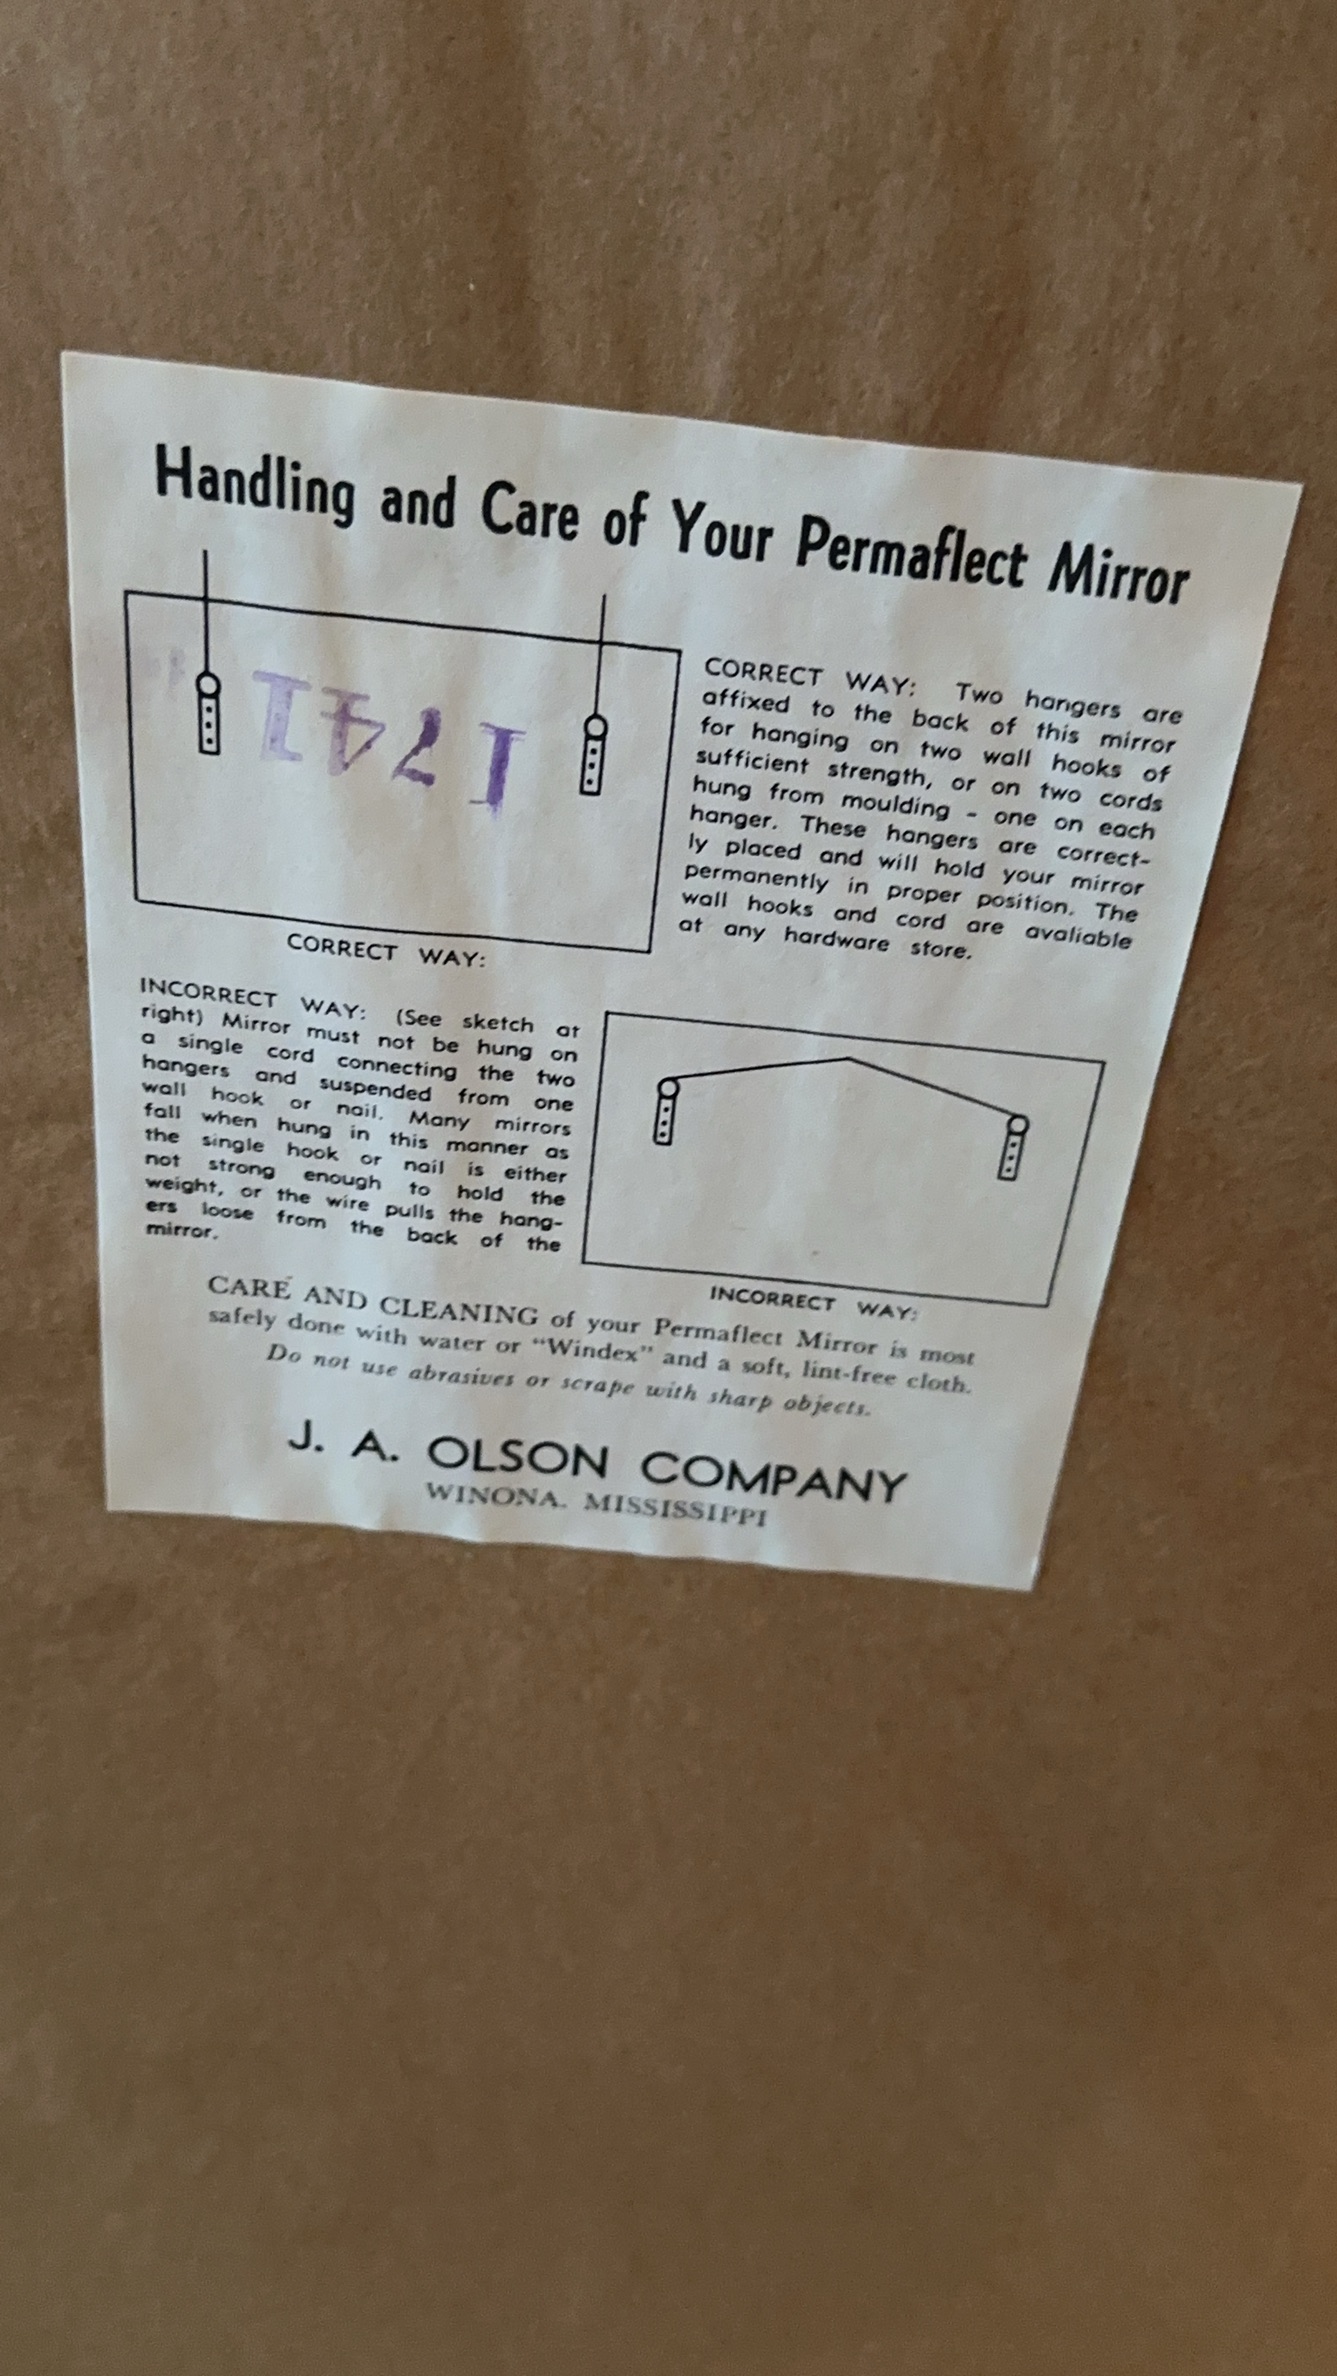 Handling and Care of Your Permaflect Mirror
CORRECT WAY: Two hangers are
affixed to the back of this mirror
for hanging on two wall hooks of
sufficient strength, or on two cords
hung from moulding - one on each
hanger. These hangers are correct-
ly placed and will hold your mirror
permanently in proper position. The
wall hooks and cord are avaliable
at any hardware store.
CORRECT WAY:
INCORRECT WAY: (See sketch at
right) Mirror must not be hung on
a single cord connecting the two
hangers and suspended from one
wall hook or nail. Many mirrors
fall when hung in this manner as
the single hook or nail is either
not strong enough to hold the
weight, or the wire pulls the hang-
ers loose from the back of the
mirror.
INCORRECT WAY:
CARE AND CLEANING of your Permaflect Mirror is most
safely done with water or "Windex" and a soft, lint-free cloth.
Do not use abrasives or scrape with sharp objects.
J. A. OLSON COMPANY
WINONA, MISSISSIPPI